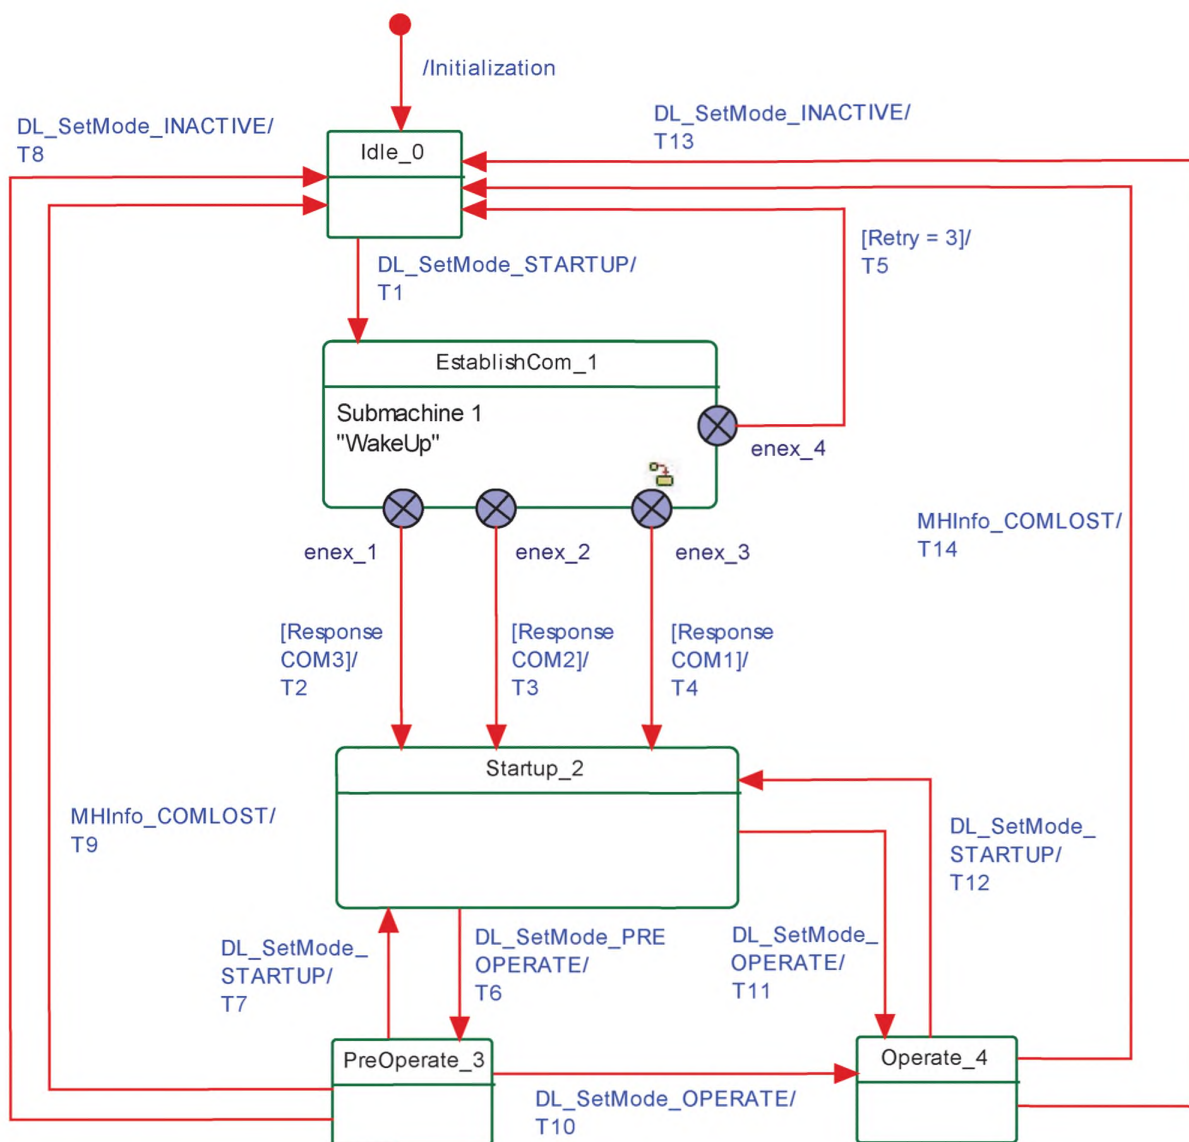 /Initialization
DL_SetMode_INACTIVE/
T8
DL_SetMode_INACTIVE/
T13
Idle_0
[Retry = 3]/
T5
DL_SetMode_STARTUP/
T1
EstablishCom_1
Submachine 1
"WakeUp"
enex_4
enex_1
enex_2
enex_3
MHInfo_COMLOST/
T14
[Response
COM3]/
T2
[Response
COM2]/
T3
[Response
COM1]/
T4
Startup_2
MHInfo_COMLOST/
T9
DL_SetMode_
STARTUP/
T12
DL_SetMode_
STARTUP/
T7
DL_SetMode_PRE
OPERATE/
T6
DL_SetMode_
OPERATE/
T11
PreOperate_3
Operate_4
DL_SetMode_OPERATE/
T10